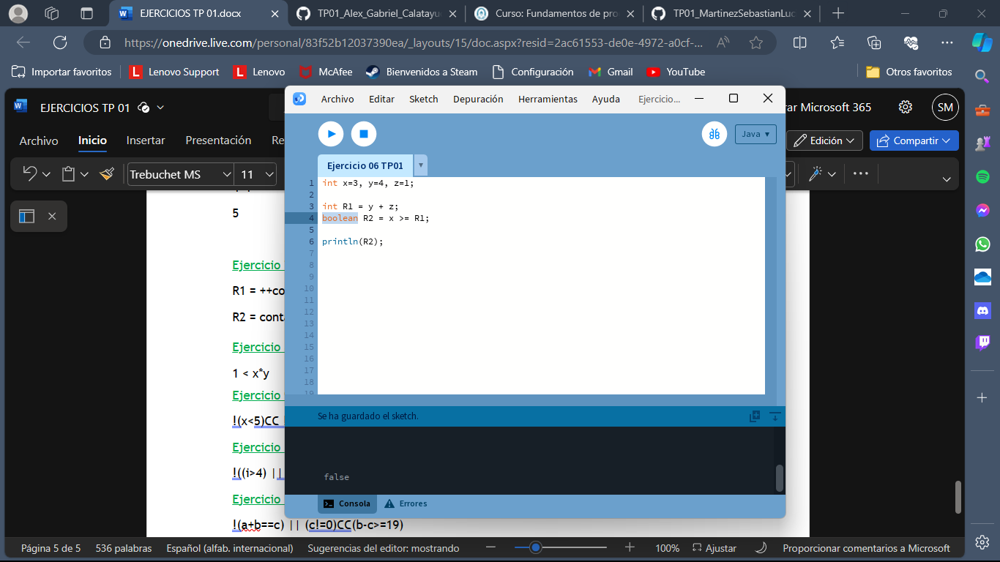 EJERCICIOS TP 01.docx
TP01_Alex_Gabriel_Calatayu
Curso: Fundamentos de pro
TP01_MartinezSebastianLuc
https://onedrive.live.com/personal/83f52b12037390ea/_layouts/15/doc.aspx?resid=2ac61553-de0e-4972-a0cf-...
Importar favoritos
Lenovo Support
Lenovo
McAfee
Bienvenidos a Steam
Configuración
Gmail
YouTube
Otros favoritos
EJERCICIOS TP 01
rar Microsoft 365
SM
Archivo
Inicio
Insertar
Presentación
Re
Edición
Compartir
Trebuchet MS
11
5
Ejercicio
R1 = ++co
R2 = cont
Ejercicio
1 < x*y
Ejercicio
!(x<5)CC
Ejercicio
!((i>4) ||
Ejercicio
!(a+b==c) || (c!=0)CC(b-c>=19)
Archivo Editar Sketch Depuración Herramientas Ayuda Ejercicio...
Java
Ejercicio 06 TP01
1 int x=3, y=4, z=1;
2
3 int R1 = y + z;
4 boolean R2 = x >= R1;
5
6 println(R2);
7
8
9
10
11
12
13
14
15
16
17
18
19
Se ha guardado el sketch.
false
Consola
Errores
Página 5 de 5
536 palabras
Español (alfab. internacional)
Sugerencias del editor: mostrando
100%
Ajustar
Proporcionar comentarios a Microsoft